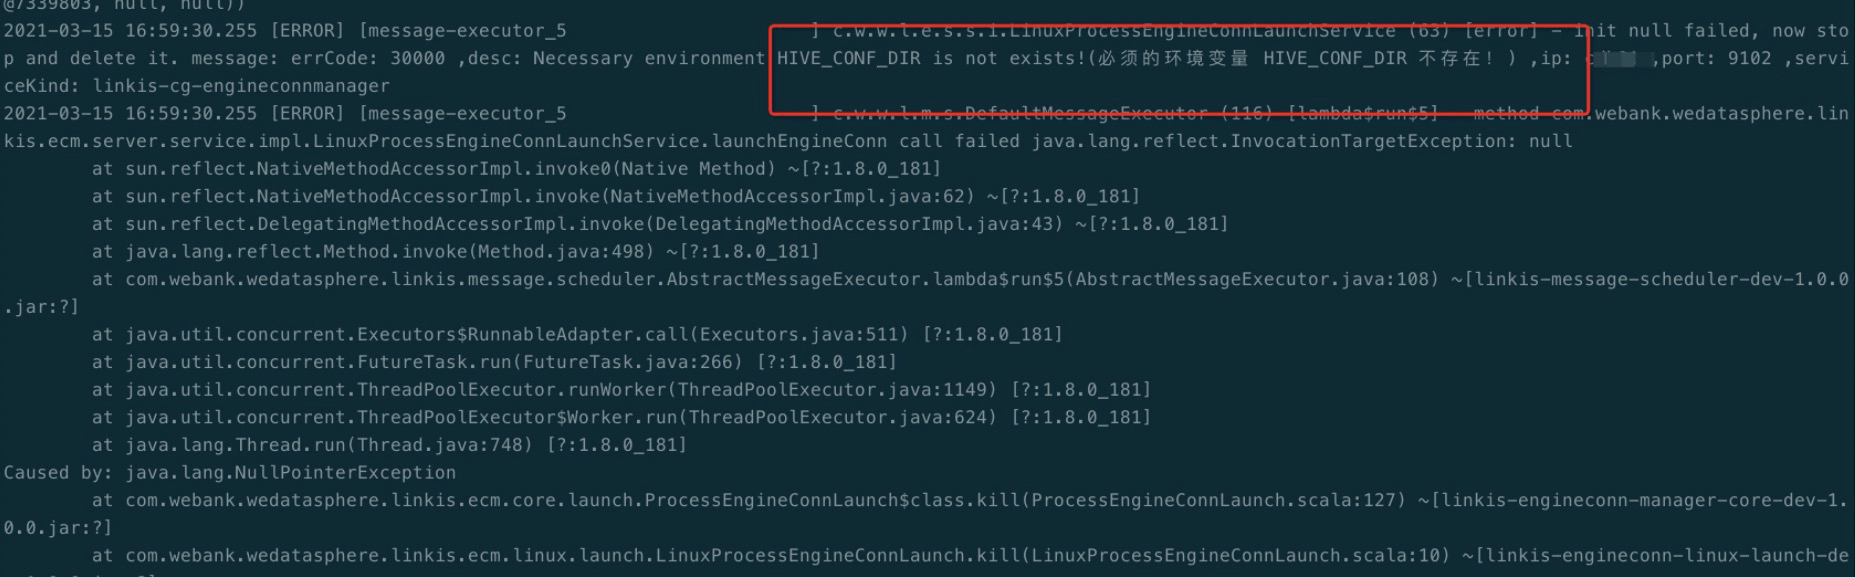 @7339803, null, null))
2021-03-15 16:59:30.255 [ERROR] [message-executor_5                      ] c.w.w.l.e.s.s.i.LinuxProcessEngineConnLaunchService (63) [error] - init null failed, now sto
p and delete it. message: errCode: 30000 ,desc: Necessary environment HIVE_CONF_DIR is not exists!(必须的环境变量 HIVE_CONF_DIR 不存在！) ,ip: ,port: 9102 ,servi
ceKind: linkis-cg-engineconnmanager
2021-03-15 16:59:30.255 [ERROR] [message-executor_5                      ] c.w.w.l.m.s.DefaultMessageExecutor (116) [lambda$run$5] - method com.webank.wedatasphere.lin
kis.ecm.server.service.impl.LinuxProcessEngineConnLaunchService.launchEngineConn call failed java.lang.reflect.InvocationTargetException: null
at sun.reflect.NativeMethodAccessorImpl.invoke0(Native Method) ~[?:1.8.0_181]
at sun.reflect.NativeMethodAccessorImpl.invoke(NativeMethodAccessorImpl.java:62) ~[?:1.8.0_181]
at sun.reflect.DelegatingMethodAccessorImpl.invoke(DelegatingMethodAccessorImpl.java:43) ~[?:1.8.0_181]
at java.lang.reflect.Method.invoke(Method.java:498) ~[?:1.8.0_181]
at com.webank.wedatasphere.linkis.message.scheduler.AbstractMessageExecutor.lambda$run$5(AbstractMessageExecutor.java:108) ~[linkis-message-scheduler-dev-1.0.0
.jar:?]
at java.util.concurrent.Executors$RunnableAdapter.call(Executors.java:511) [?:1.8.0_181]
at java.util.concurrent.FutureTask.run(FutureTask.java:266) [?:1.8.0_181]
at java.util.concurrent.ThreadPoolExecutor.runWorker(ThreadPoolExecutor.java:1149) [?:1.8.0_181]
at java.util.concurrent.ThreadPoolExecutor$Worker.run(ThreadPoolExecutor.java:624) [?:1.8.0_181]
at java.lang.Thread.run(Thread.java:748) [?:1.8.0_181]
Caused by: java.lang.NullPointerException
at com.webank.wedatasphere.linkis.ecm.core.launch.ProcessEngineConnLaunch$class.kill(ProcessEngineConnLaunch.scala:127) ~[linkis-engineconn-manager-core-dev-1.
0.0.jar:?]
at com.webank.wedatasphere.linkis.ecm.linux.launch.LinuxProcessEngineConnLaunch.kill(LinuxProcessEngineConnLaunch.scala:10) ~[linkis-engineconn-linux-launch-de